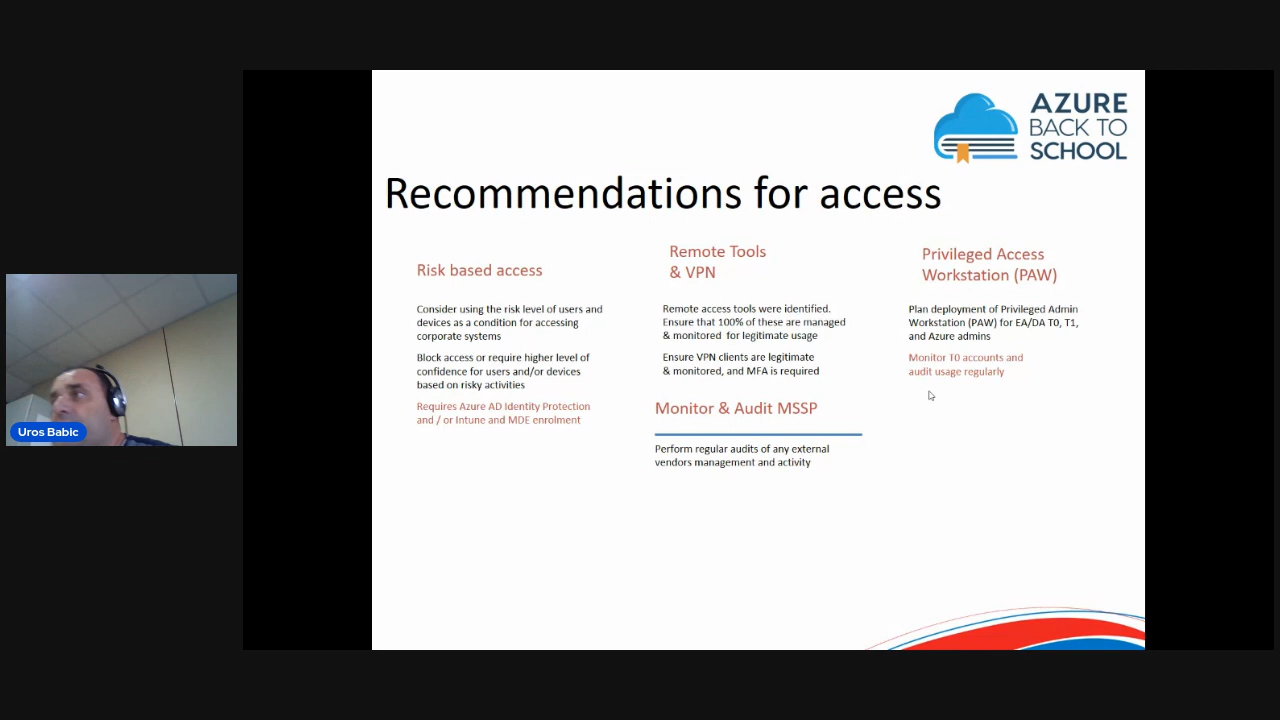 AZURE
BACK TO
SCHOOL
Recommendations for access
Risk based access
Consider using the risk level of users and
devices as a condition for accessing
corporate systems
Block access or require higher level of
confidence for users and/or devices
based on risky activities
Requires Azure AD Identity Protection
and / or Intune and MDE enrolment
Remote Tools
& VPN
Remote access tools were identified.
Ensure that 100% of these are managed
& monitored for legitimate usage
Ensure VPN clients are legitimate
& monitored, and MFA is required
Monitor & Audit MSSP
Perform regular audits of any external
vendors management and activity
Privileged Access
Workstation (PAW)
Plan deployment of Privileged Admin
Workstation (PAW) for EA/DA T0, T1,
and Azure admins
Monitor T0 accounts and
audit usage regularly
Uros Babic